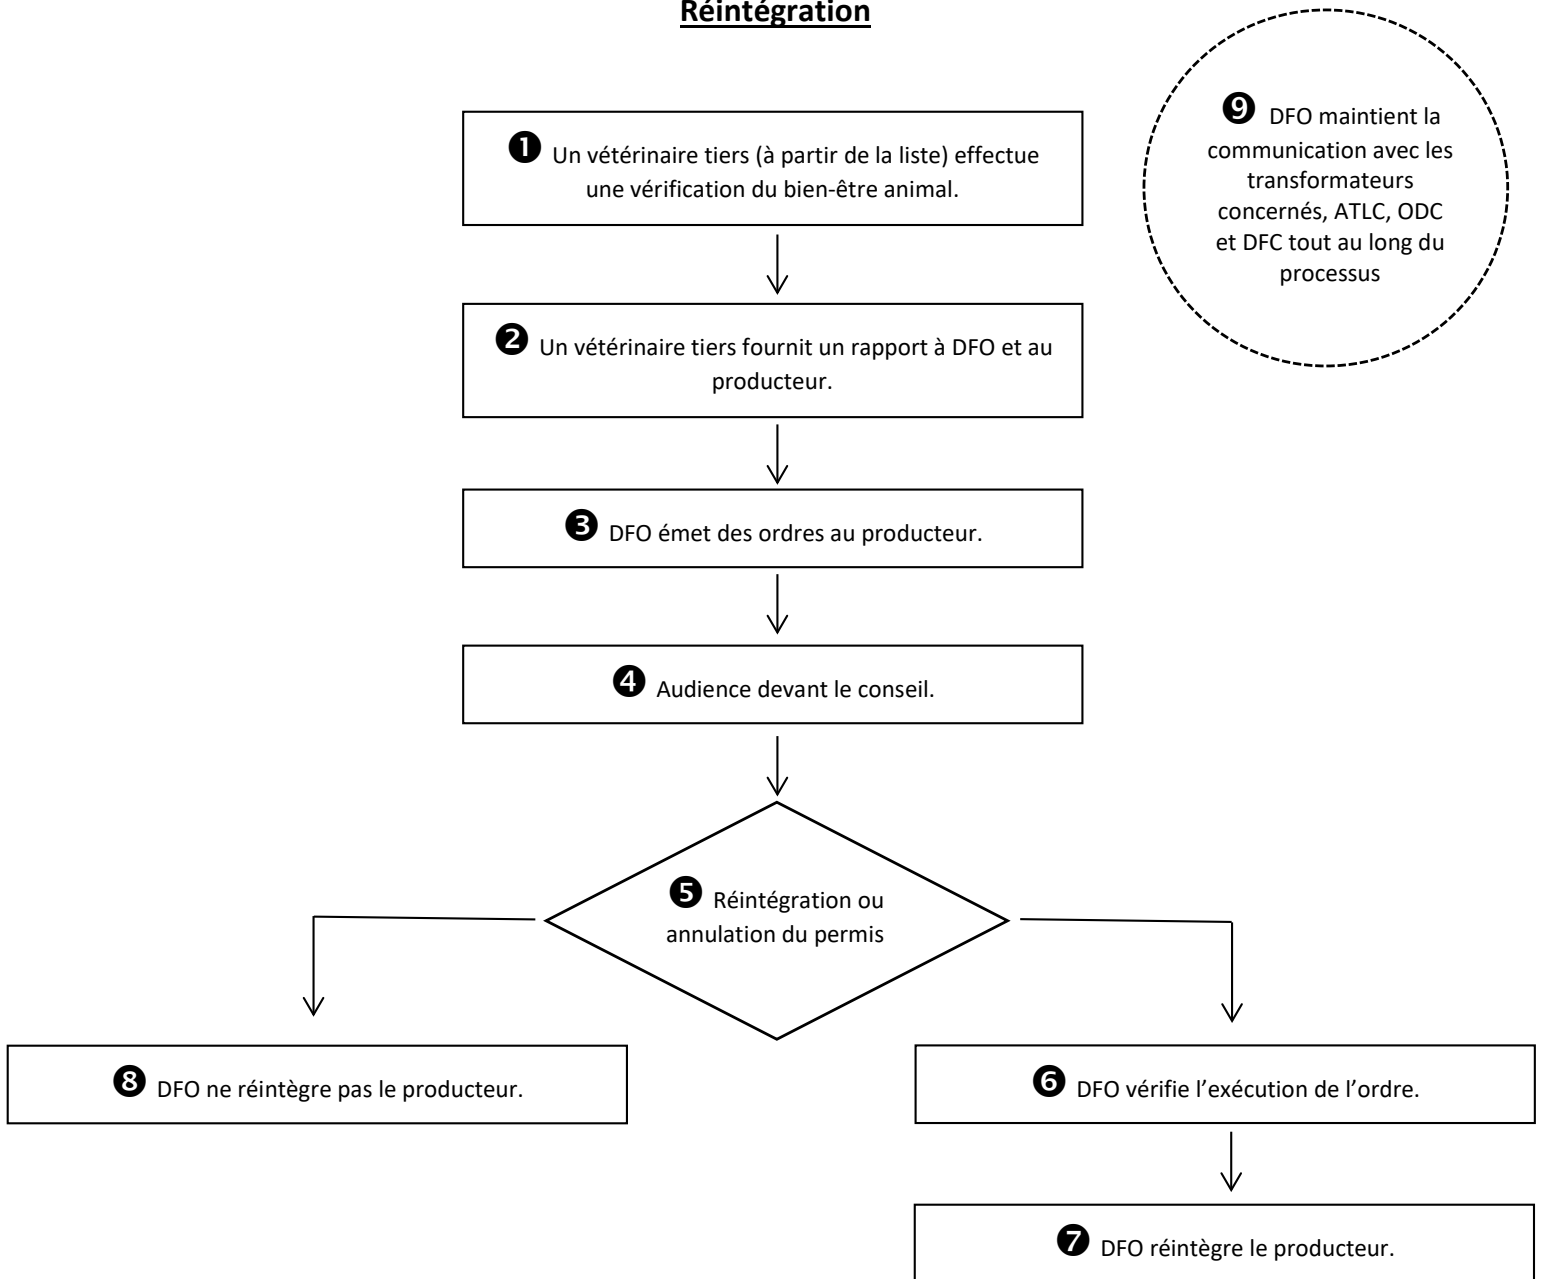 Réintégration
❶ Un vétérinaire tiers (à partir de la liste) effectue
une vérification du bien-être animal.
❾ DFO maintient la
communication avec les
transformateurs
concernés, ATLC, ODC
et DFC tout au long du
processus
❷ Un vétérinaire tiers fournit un rapport à DFO et au
producteur.
❸ DFO émet des ordres au producteur.
❹ Audience devant le conseil.
❺ Réintégration ou
annulation du permis
❽ DFO ne réintègre pas le producteur.
❻ DFO vérifie l’exécution de l’ordre.
❼ DFO réintègre le producteur.